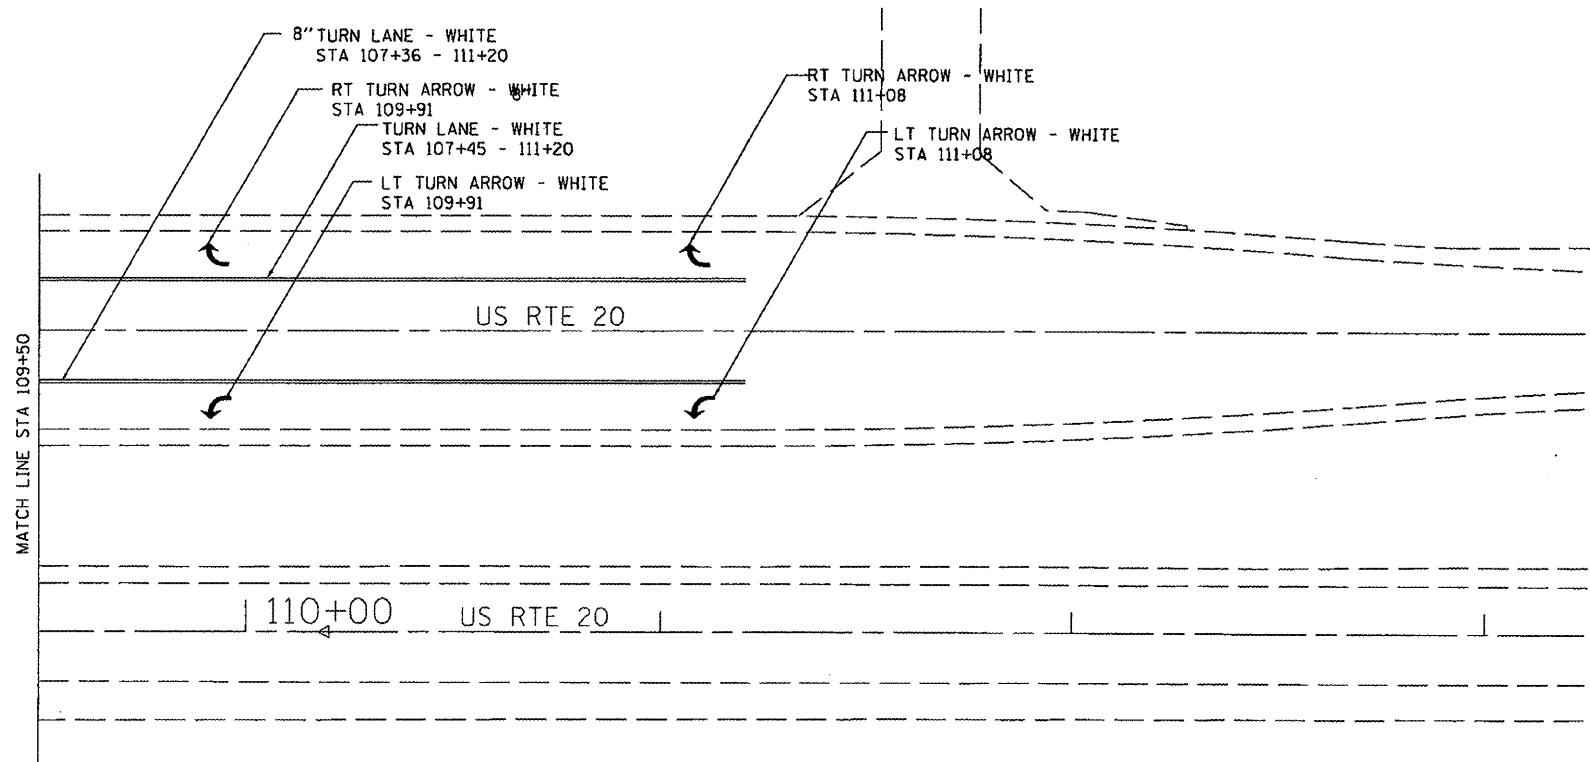 8" TURN LANE - WHITE
STA 107+36 - 111+20
RT TURN ARROW - WHITE
STA 109+91
8"
TURN LANE - WHITE
STA 107+45 - 111+20
LT TURN ARROW - WHITE
STA 109+91
RT TURN ARROW - WHITE
STA 111+08
LT TURN ARROW - WHITE
STA 111+08
US RTE 20
MATCH LINE STA 109+50
110+00
US RTE 20